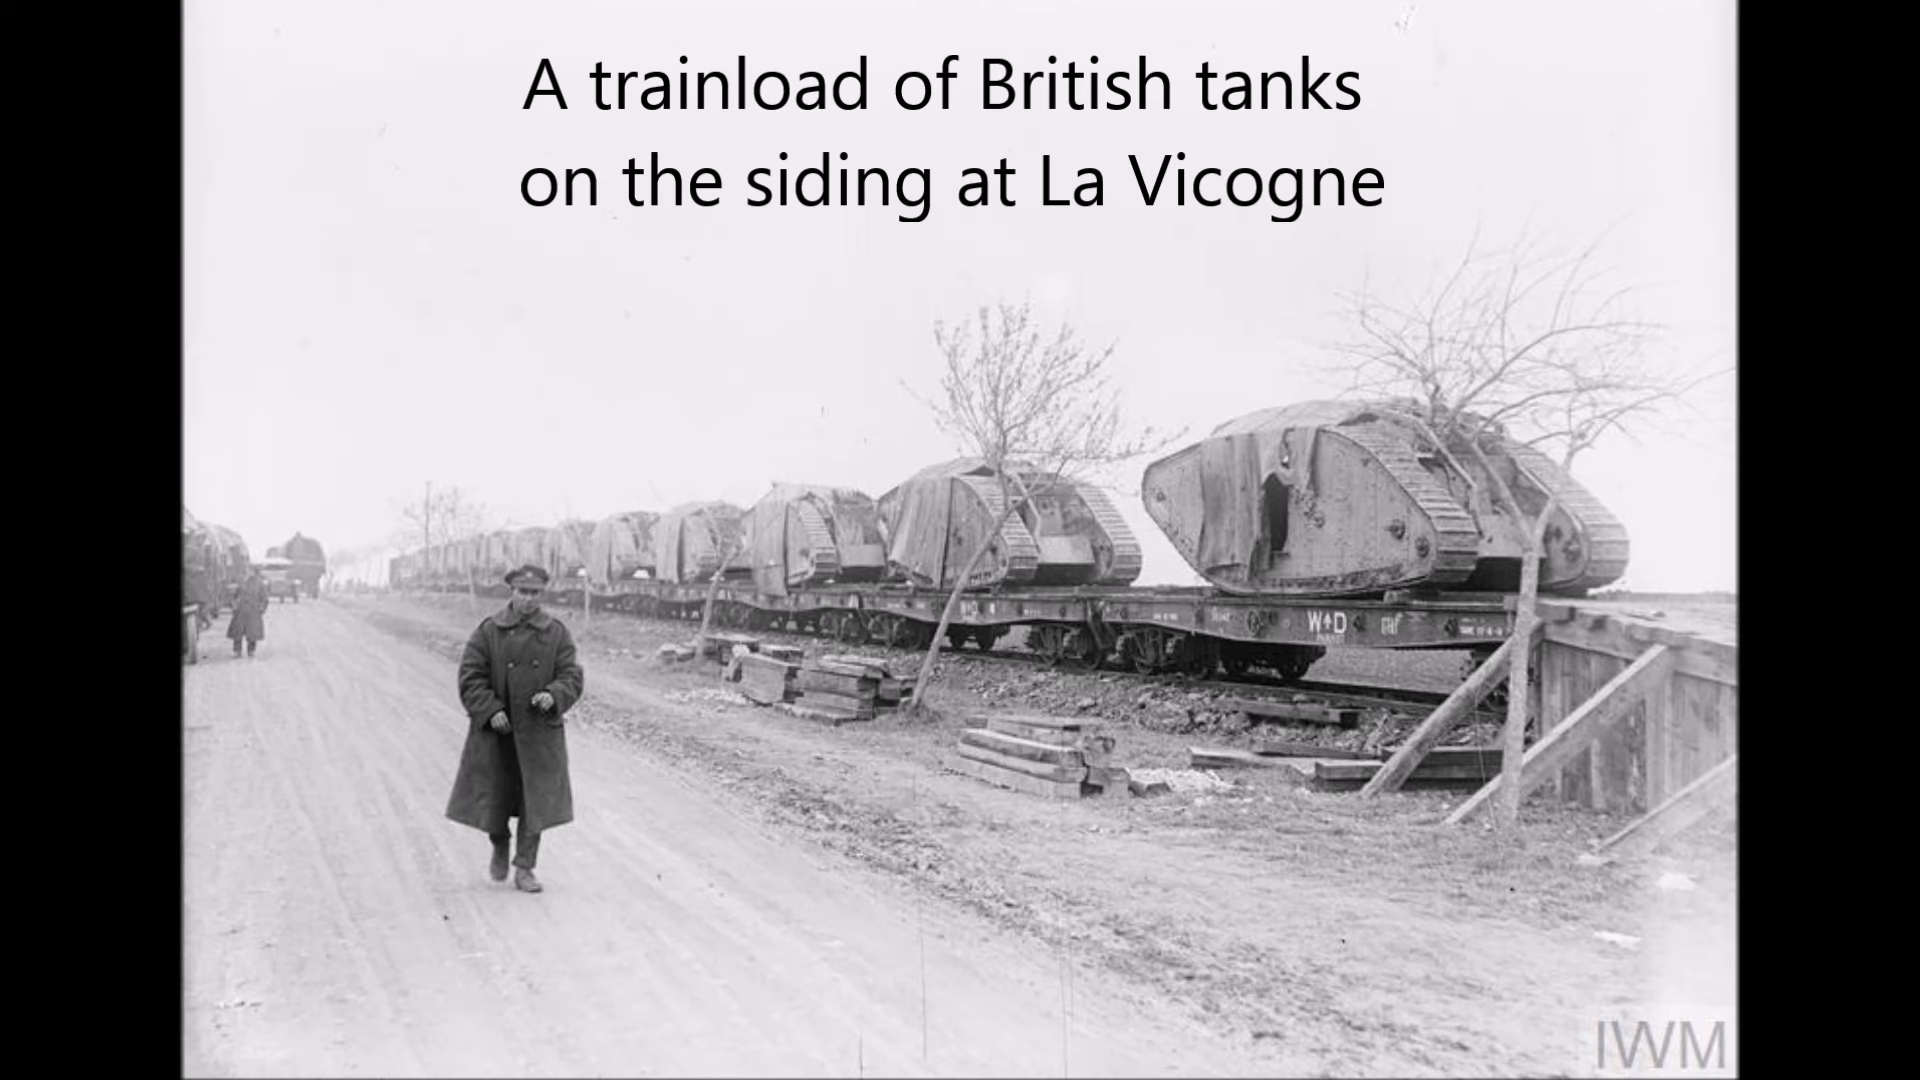 A trainload of British tanks
on the siding at La Vicogne
W↑D
IWM